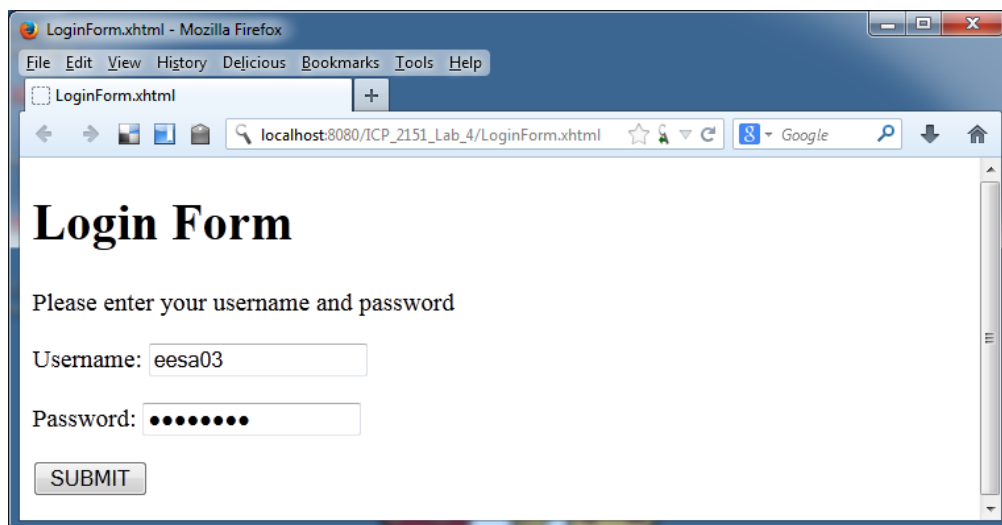 LoginForm.xhtml - Mozilla Firefox
File Edit View History Delicious Bookmarks Tools Help
LoginForm.xhtml +
localhost:8080/ICP_2151_Lab_4/LoginForm.xhtml 8 Google
Login Form
Please enter your username and password
Username: eesa03
Password: ●●●●●●●●
SUBMIT